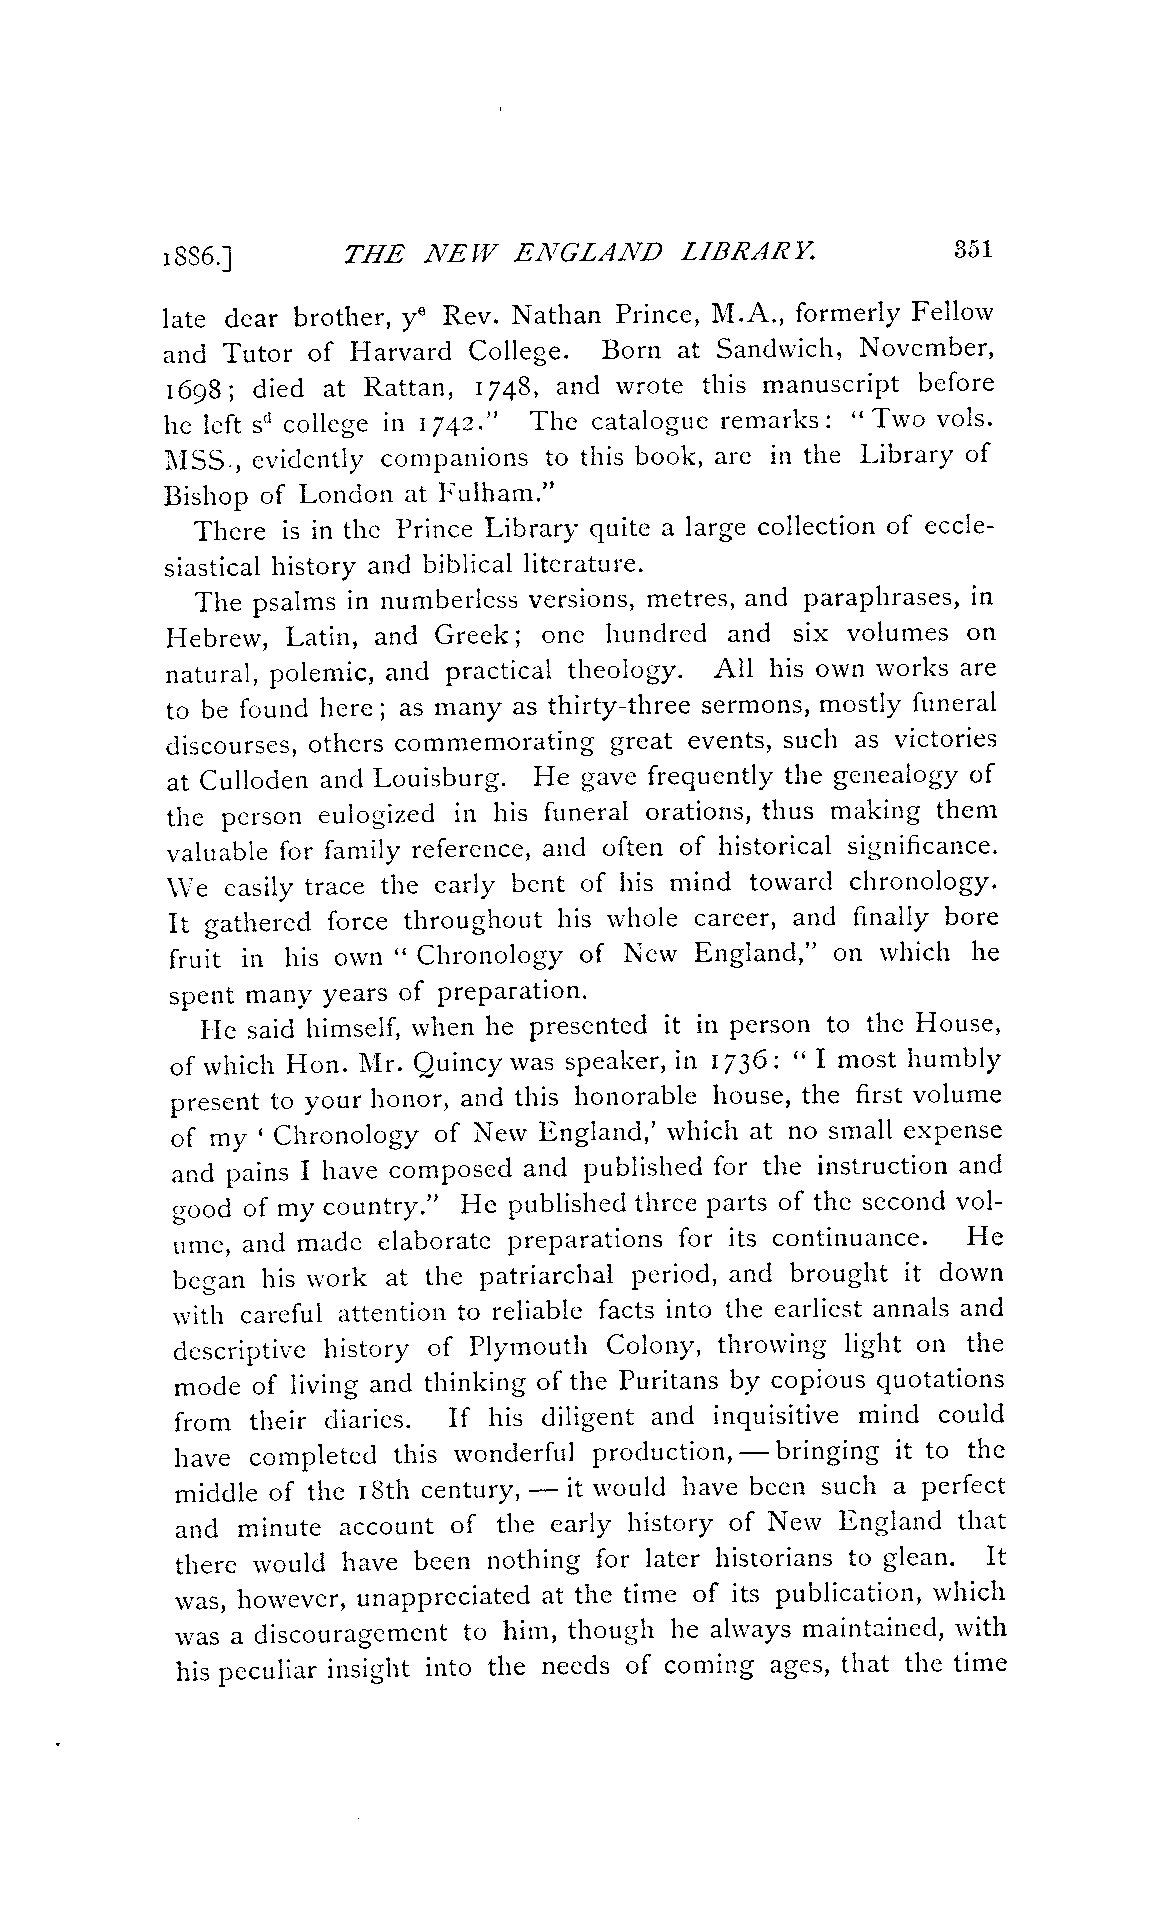 1886.] THE NEW ENGLAND LIBRARY. 351
late dear brother, yᵉ Rev. Nathan Prince, M.A., formerly Fellow
and Tutor of Harvard College. Born at Sandwich, November,
1698; died at Rattan, 1748, and wrote this manuscript before
he left sᵈ college in 1742." The catalogue remarks: "Two vols.
MSS., evidently companions to this book, are in the Library of
Bishop of London at Fulham."
There is in the Prince Library quite a large collection of eccle-
siastical history and biblical literature.
The psalms in numberless versions, metres, and paraphrases, in
Hebrew, Latin, and Greek; one hundred and six volumes on
natural, polemic, and practical theology. All his own works are
to be found here; as many as thirty-three sermons, mostly funeral
discourses, others commemorating great events, such as victories
at Culloden and Louisburg. He gave frequently the genealogy of
the person eulogized in his funeral orations, thus making them
valuable for family reference, and often of historical significance.
We easily trace the early bent of his mind toward chronology.
It gathered force throughout his whole career, and finally bore
fruit in his own "Chronology of New England," on which he
spent many years of preparation.
He said himself, when he presented it in person to the House,
of which Hon. Mr. Quincy was speaker, in 1736: "I most humbly
present to your honor, and this honorable house, the first volume
of my 'Chronology of New England,' which at no small expense
and pains I have composed and published for the instruction and
good of my country." He published three parts of the second vol-
ume, and made elaborate preparations for its continuance. He
began his work at the patriarchal period, and brought it down
with careful attention to reliable facts into the earliest annals and
descriptive history of Plymouth Colony, throwing light on the
mode of living and thinking of the Puritans by copious quotations
from their diaries. If his diligent and inquisitive mind could
have completed this wonderful production,—bringing it to the
middle of the 18th century,—it would have been such a perfect
and minute account of the early history of New England that
there would have been nothing for later historians to glean. It
was, however, unappreciated at the time of its publication, which
was a discouragement to him, though he always maintained, with
his peculiar insight into the needs of coming ages, that the time